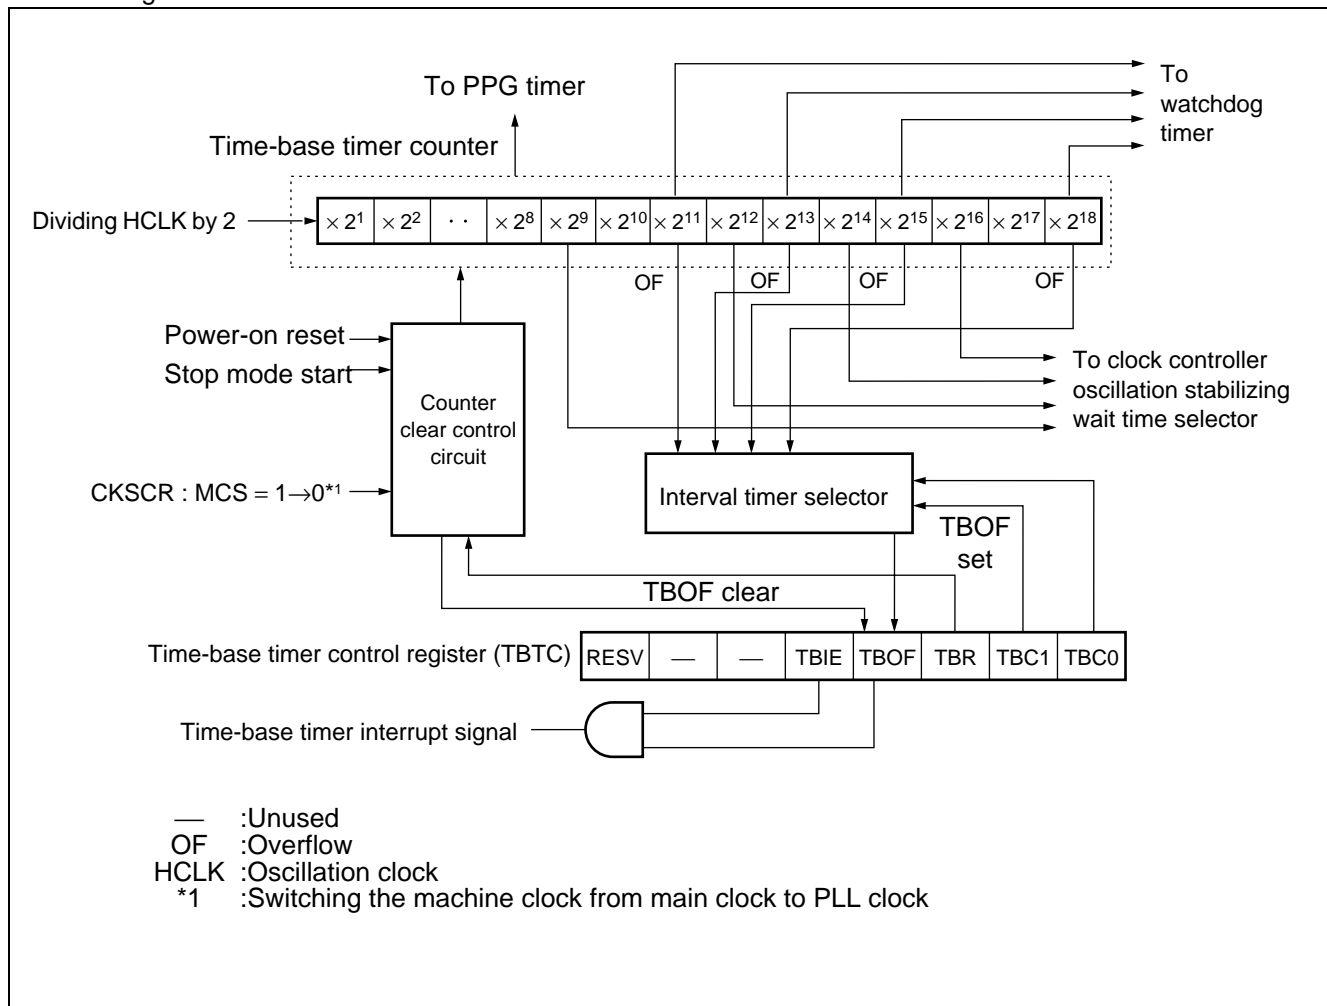 To PPG timer
To
watchdog
timer
Time-base timer counter
Dividing HCLK by 2
× 2¹ × 2² · · × 2⁸ × 2⁹ × 2¹⁰ × 2¹¹ × 2¹² × 2¹³ × 2¹⁴ × 2¹⁵ × 2¹⁶ × 2¹⁷ × 2¹⁸
OF OF OF OF
Power-on reset
Stop mode start
Counter
clear control
circuit
To clock controller
oscillation stabilizing
wait time selector
CKSCR : MCS = 1→0*1
Interval timer selector
TBOF
set
TBOF clear
Time-base timer control register (TBTC)
RESV — — TBIE TBOF TBR TBC1 TBC0
Time-base timer interrupt signal
— :Unused
OF :Overflow
HCLK :Oscillation clock
*1 :Switching the machine clock from main clock to PLL clock